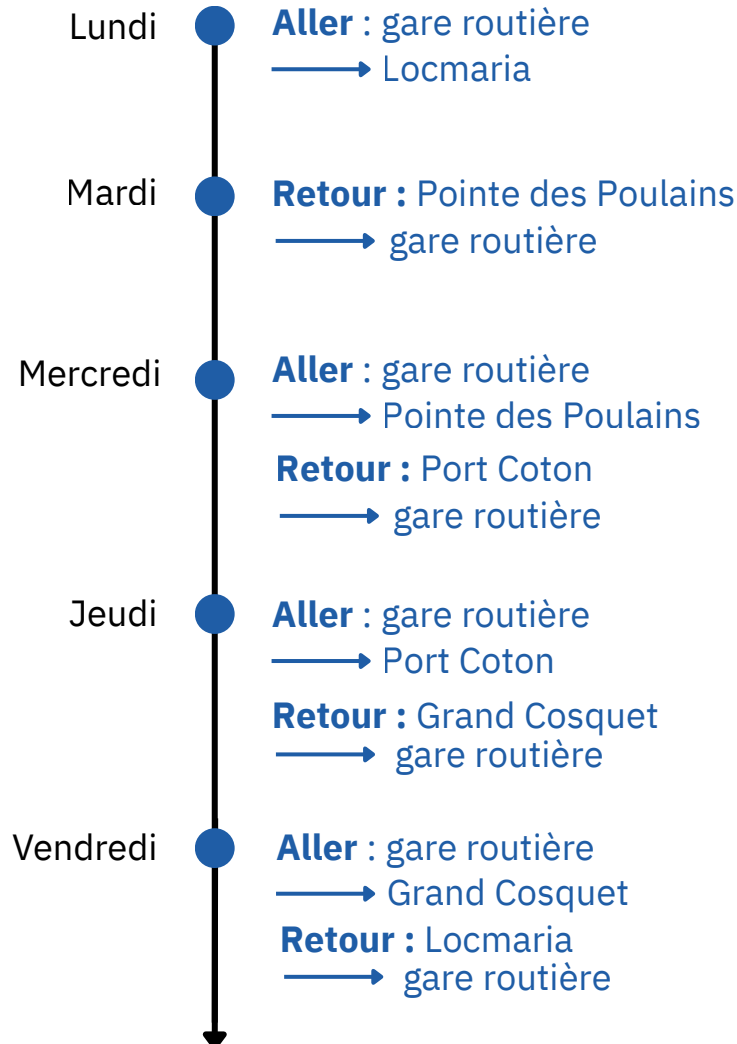 Lundi
Aller : gare routière
Locmaria
Mardi
Retour : Pointe des Poulains
gare routière
Mercredi
Aller : gare routière
Pointe des Poulains
Retour : Port Coton
gare routière
Jeudi
Aller : gare routière
Port Coton
Retour : Grand Cosquet
gare routière
Vendredi
Aller : gare routière
Grand Cosquet
Retour : Locmaria
gare routière